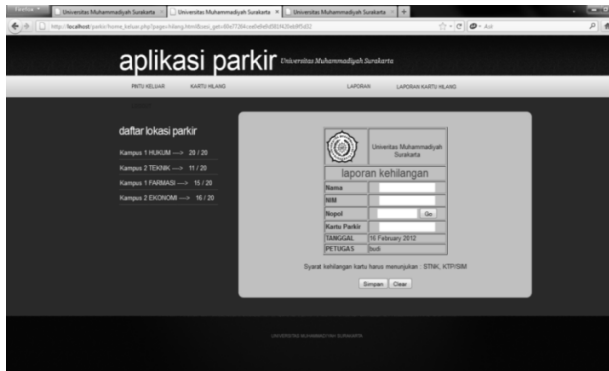 Firefox
Universitas Muhammadiyah Surakarta
Universitas Muhammadiyah Surakarta
Universitas Muhammadiyah Surakarta
aplikasi parkir Universitas Muhammadiyah Surakarta
PINTU KELUAR KARTU HILANG LAPORAN LAPORAN KARTU HILANG
daftar lokasi parkir
Kampus 1 HUKUM ---> 20 / 20
Kampus 2 TEKNIK ---> 11 / 20
Kampus 1 FARMASI ---> 15 / 20
Kampus 2 EKONOMI ---> 16 / 20
Univeritas Muhammadiyah
Surakarta
laporan kehilangan
Nama
NIM
Nopol Go
Kartu Parkir
TANGGAL 16 February 2012
PETUGAS budi
Syarat kehilangan kartu harus menunjukan : STNK, KTP/SIM
Simpan Clear
UNIVERSITAS MUHAMMADIYAH SURAKARTA